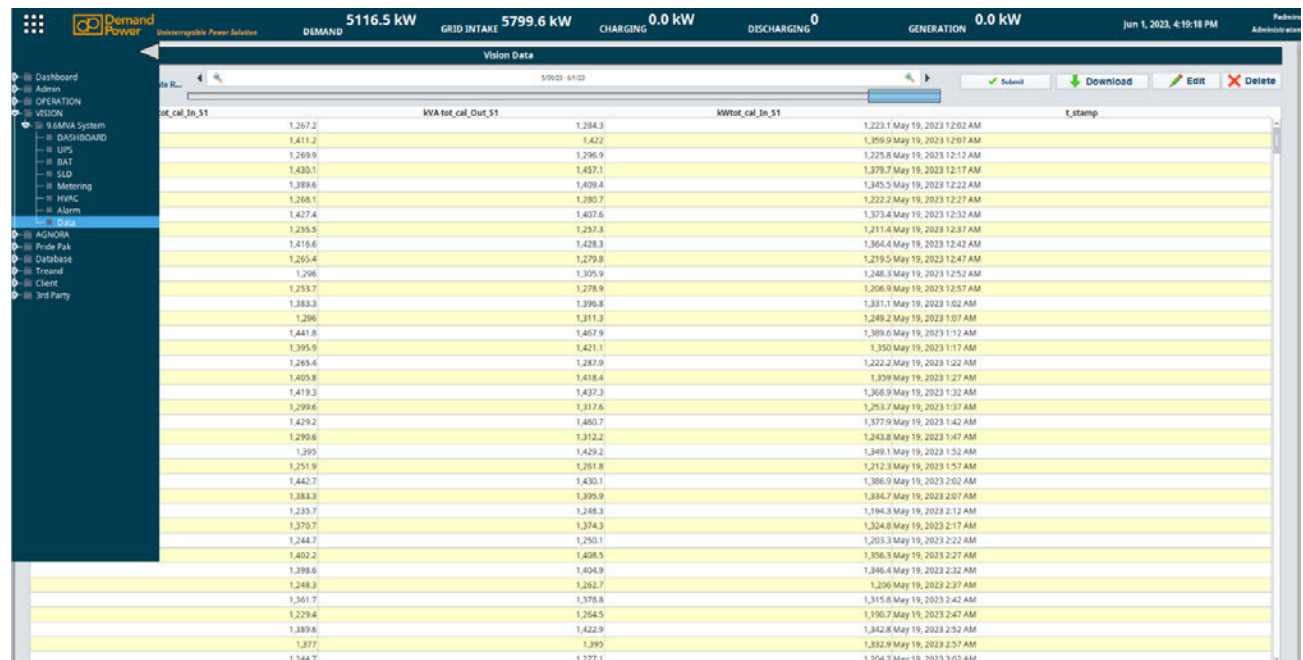 Demand Power
Uninterruptible Power Solution
DEMAND 5116.5 kW
GRID INTAKE 5799.6 kW
CHARGING 0.0 kW
DISCHARGING 0
GENERATION 0.0 kW
Jun 1, 2023, 4:19:18 PM
Padmin
Administrator
Vision Data
Dashboard
Admin
OPERATION
VISION
9.6MVA System
DASHBOARD
UPS
BAT
SLD
Metering
HVAC
Alarm
Data
AGNORA
Pride Pak
Database
Treand
Client
3rd Party
te R...
Submit
Download
Edit
Delete
tot_cal_In_S1 kVA tot_cal_Out_S1 kWtot_cal_In_S1 t_stamp
1,267.2 1,284.3 1,223.1 May 19, 2023 12:02 AM
1,411.2 1,422 1,359.9 May 19, 2023 12:07 AM
1,269.9 1,296.9 1,225.8 May 19, 2023 12:12 AM
1,430.1 1,457.1 1,379.7 May 19, 2023 12:17 AM
1,389.6 1,409.4 1,345.5 May 19, 2023 12:22 AM
1,268.1 1,280.7 1,222.2 May 19, 2023 12:27 AM
1,427.4 1,407.6 1,373.4 May 19, 2023 12:32 AM
1,255.5 1,257.3 1,211.4 May 19, 2023 12:37 AM
1,416.6 1,428.3 1,364.4 May 19, 2023 12:42 AM
1,265.4 1,279.8 1,219.5 May 19, 2023 12:47 AM
1,296 1,305.9 1,248.3 May 19, 2023 12:52 AM
1,253.7 1,278.9 1,206.9 May 19, 2023 12:57 AM
1,383.3 1,396.8 1,331.1 May 19, 2023 1:02 AM
1,296 1,311.3 1,249.2 May 19, 2023 1:07 AM
1,441.8 1,467.9 1,389.6 May 19, 2023 1:12 AM
1,395.9 1,421.1 1,350 May 19, 2023 1:17 AM
1,265.4 1,287.9 1,222.2 May 19, 2023 1:22 AM
1,405.8 1,418.4 1,359 May 19, 2023 1:27 AM
1,419.3 1,437.3 1,368.9 May 19, 2023 1:32 AM
1,299.6 1,317.6 1,253.7 May 19, 2023 1:37 AM
1,429.2 1,460.7 1,377.9 May 19, 2023 1:42 AM
1,290.6 1,312.2 1,243.8 May 19, 2023 1:47 AM
1,395 1,429.2 1,349.1 May 19, 2023 1:52 AM
1,251.9 1,261.8 1,212.3 May 19, 2023 1:57 AM
1,442.7 1,430.1 1,386.9 May 19, 2023 2:02 AM
1,383.3 1,395.9 1,334.7 May 19, 2023 2:07 AM
1,235.7 1,248.3 1,194.3 May 19, 2023 2:12 AM
1,370.7 1,374.3 1,324.8 May 19, 2023 2:17 AM
1,244.7 1,250.1 1,203.3 May 19, 2023 2:22 AM
1,402.2 1,408.5 1,356.3 May 19, 2023 2:27 AM
1,398.6 1,404.9 1,346.4 May 19, 2023 2:32 AM
1,248.3 1,262.7 1,206 May 19, 2023 2:37 AM
1,361.7 1,378.8 1,315.8 May 19, 2023 2:42 AM
1,229.4 1,264.5 1,190.7 May 19, 2023 2:47 AM
1,389.6 1,422.9 1,342.8 May 19, 2023 2:52 AM
1,377 1,395 1,332.9 May 19, 2023 2:57 AM
1,244.7 1,277.1 1,204.2 May 19, 2023 3:02 AM